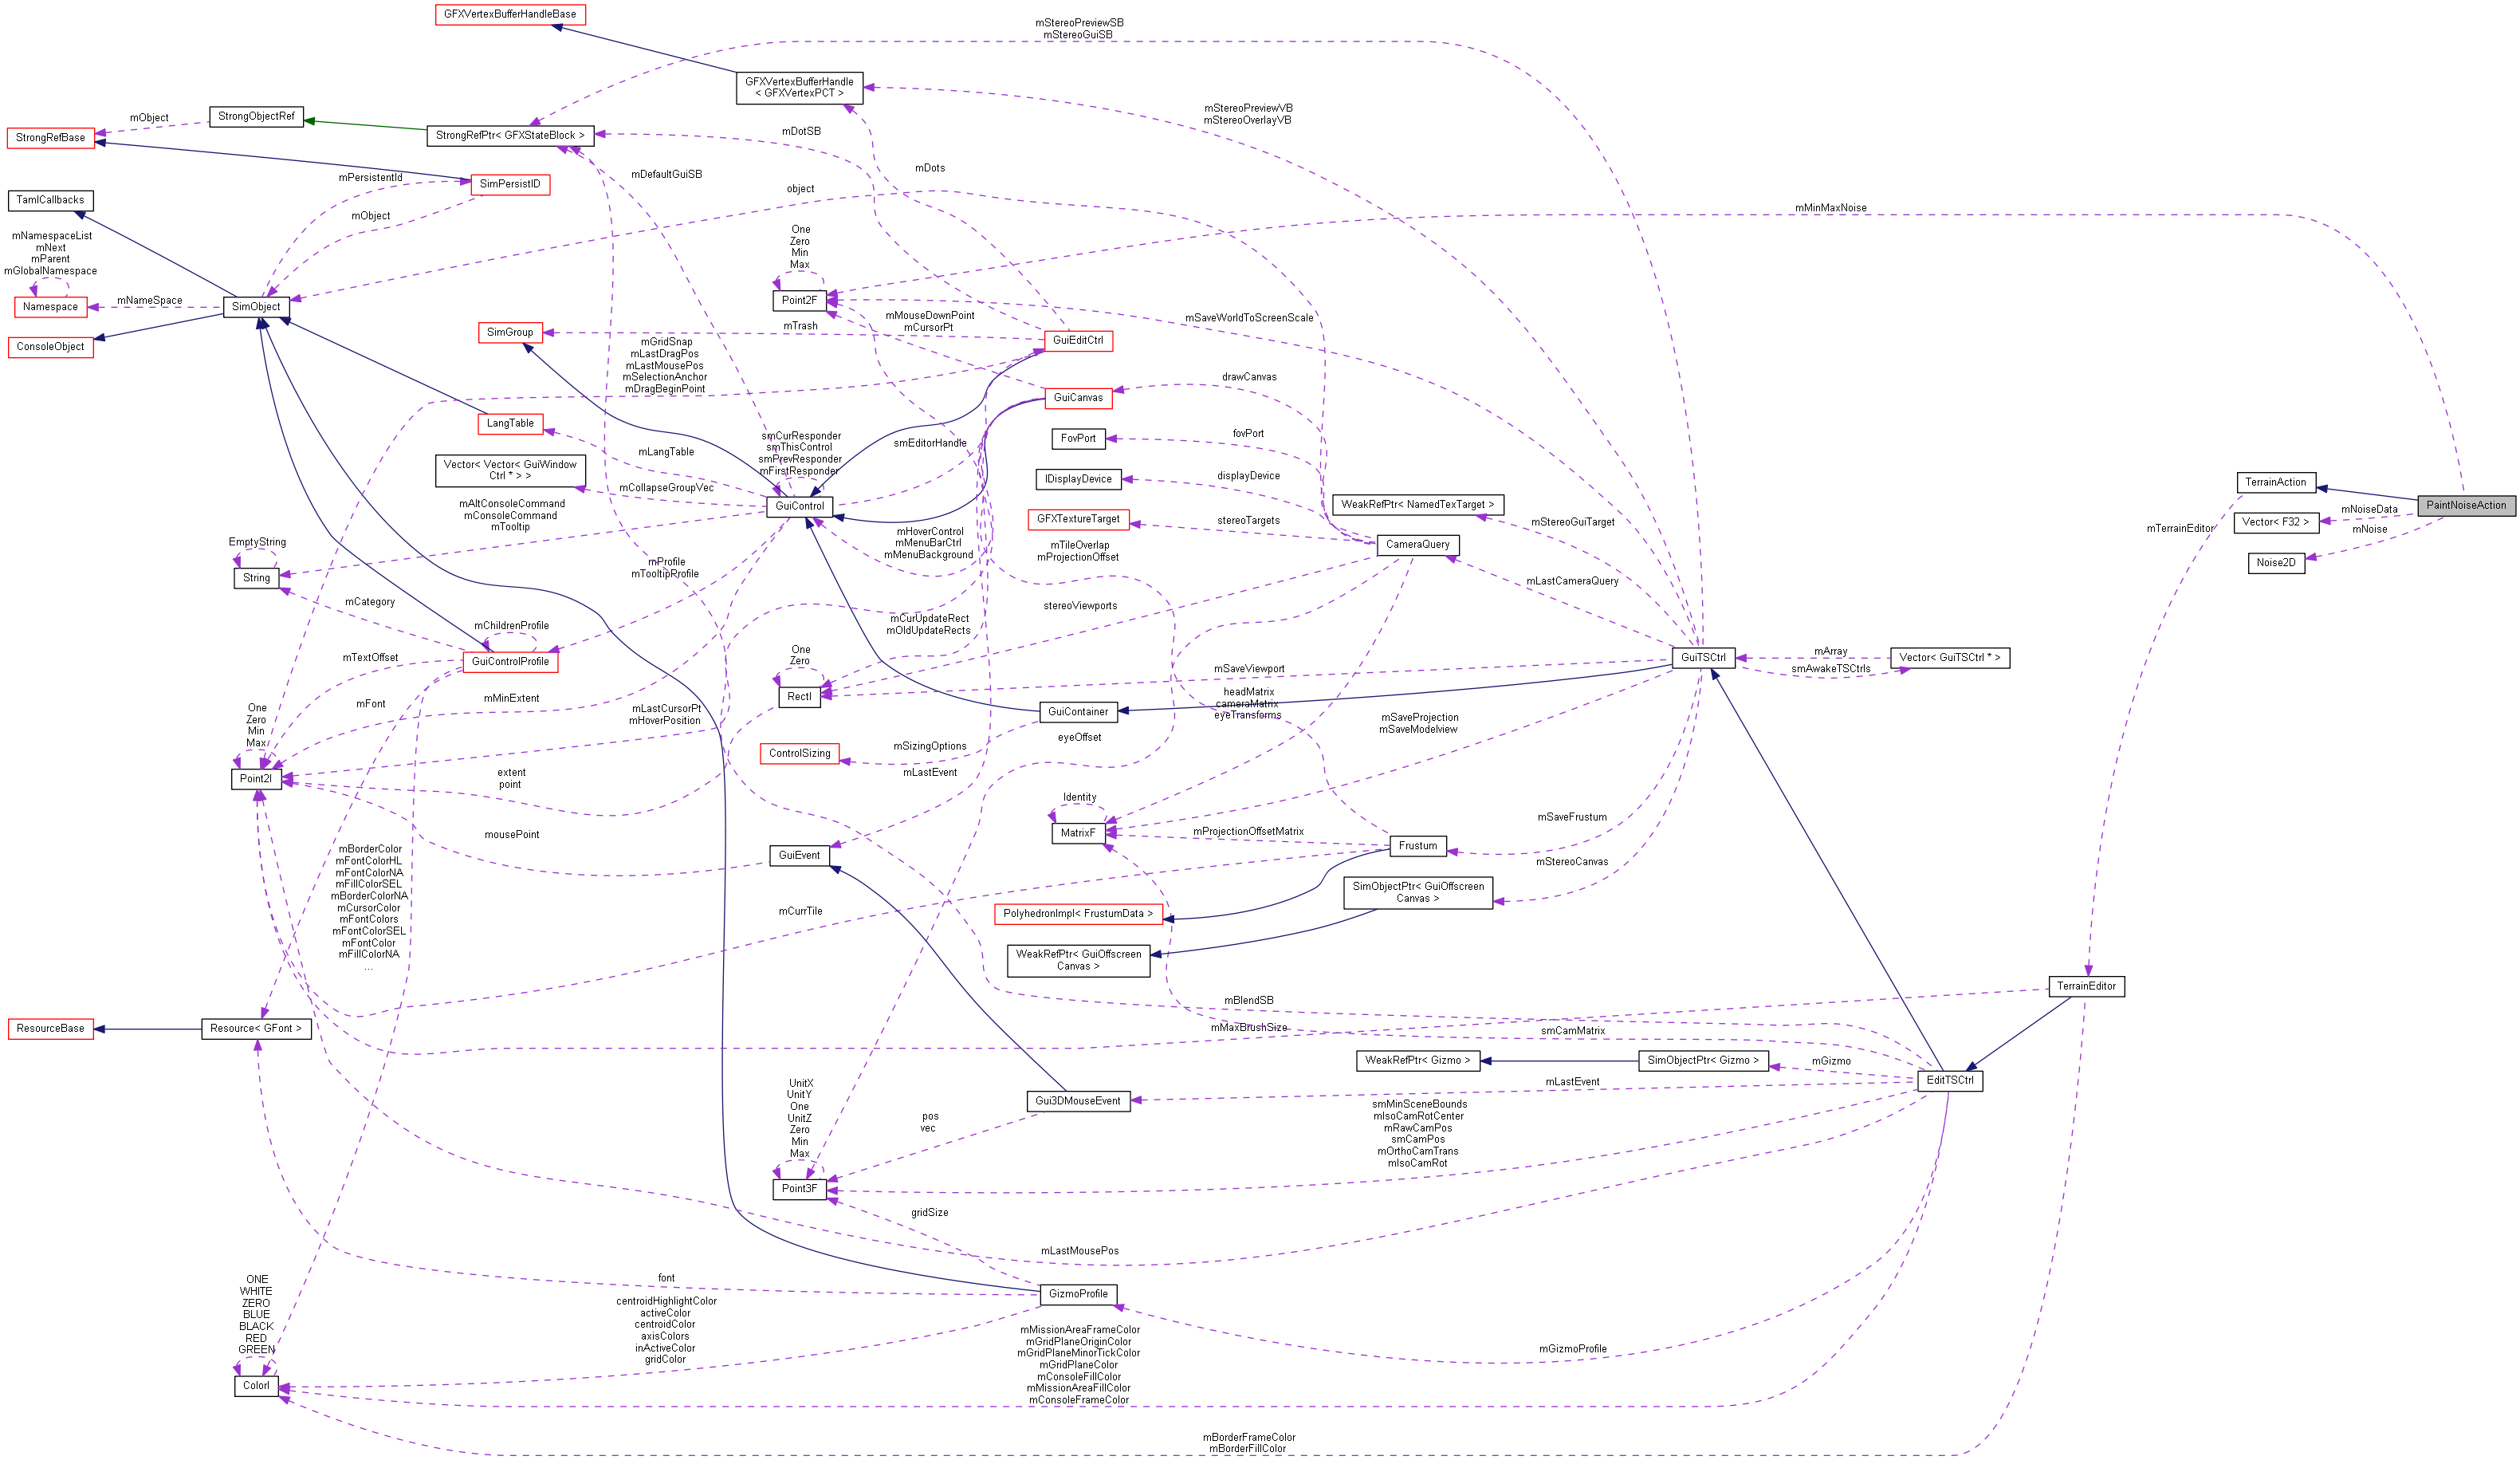 GFXVertexBufferHandleBase
mStereoPreviewSB
mStereoGuiSB
GFXVertexBufferHandle
< GFXVertexPCT >
mStereoPreviewVB
mStereoOverlayVB
StrongObjectRef
mObject
StrongRefBase
StrongRefPtr< GFXStateBlock >
mDotSB
mDots
mDefaultGuiSB
mPersistentId
SimPersistID
object
TamlCallbacks
mObject
mMinMaxNoise
mNamespaceList
mNext
mParent
mGlobalNamespace
One
Zero
Min
Max
Namespace
mNameSpace
SimObject
Point2F
mSaveWorldToScreenScale
mMouseDownPoint
mCursorPt
mTrash
SimGroup
GuiEditCtrl
ConsoleObject
mGridSnap
mLastDragPos
mLastMousePos
mSelectionAnchor
mDragBeginPoint
drawCanvas
GuiCanvas
LangTable
mLangTable
smCurResponder
smThisControl
smPrevResponder
mFirstResponder
smEditorHandle
FovPort
fovPort
Vector< Vector< GuiWindow
Ctrl * > >
mCollapseGroupVec
IDisplayDevice
displayDevice
TerrainAction
mAltConsoleCommand
mConsoleCommand
mTooltip
GuiControl
WeakRefPtr< NamedTexTarget >
PaintNoiseAction
mNoiseData
Vector< F32 >
mNoise
GFXTextureTarget
stereoTargets
mStereoGuiTarget
mTerrainEditor
EmptyString
String
mHoverControl
mMenuBarCtrl
mMenuBackground
mTileOverlap
mProjectionOffset
CameraQuery
Noise2D
mProfile
mTooltipProfile
mLastCameraQuery
mCategory
stereoViewports
mCurUpdateRect
mOldUpdateRects
mChildrenProfile
GuiControlProfile
mTextOffset
One
Zero
RectI
mSaveViewport
GuiTSCtrl
mArray
smAwakeTSCtrls
Vector< GuiTSCtrl * >
mMinExtent
mFont
One
Zero
Min
Max
mLastCursorPt
mHoverPosition
headMatrix
cameraMatrix
eyeTransforms
GuiContainer
mSaveProjection
mSaveModelview
eyeOffset
ControlSizing
mSizingOptions
Point2I
extent
point
mLastEvent
Identity
mousePoint
MatrixF
mProjectionOffsetMatrix
mSaveFrustum
Frustum
mBorderColor
mFontColorHL
mFontColorNA
mFillColorSEL
mBorderColorNA
mCursorColor
mFontColors
mFontColorSEL
mFontColor
mFillColorNA
...
GuiEvent
mStereoCanvas
SimObjectPtr< GuiOffscreen
Canvas >
mCurrTile
PolyhedronImpl< FrustumData >
WeakRefPtr< GuiOffscreen
Canvas >
TerrainEditor
mBlendSB
ResourceBase
Resource< GFont >
mMaxBrushSize
smCamMatrix
WeakRefPtr< Gizmo >
SimObjectPtr< Gizmo >
mGizmo
EditTSCtrl
mLastEvent
UnitX
UnitY
One
UnitZ
Zero
Min
Max
Gui3DMouseEvent
pos
vec
smMinSceneBounds
mIsoCamRotCenter
mRawCamPos
smCamPos
mOrthoCamTrans
mIsoCamRot
Point3F
gridSize
mLastMousePos
font
GizmoProfile
ONE
WHITE
ZERO
BLUE
BLACK
RED
GREEN
centroidHighlightColor
activeColor
centroidColor
axisColors
inActiveColor
gridColor
mMissionAreaFrameColor
mGridPlaneOriginColor
mGridPlaneMinorTickColor
mGridPlaneColor
mConsoleFillColor
mMissionAreaFillColor
mConsoleFrameColor
mGizmoProfile
ColorI
mBorderFrameColor
mBorderFillColor